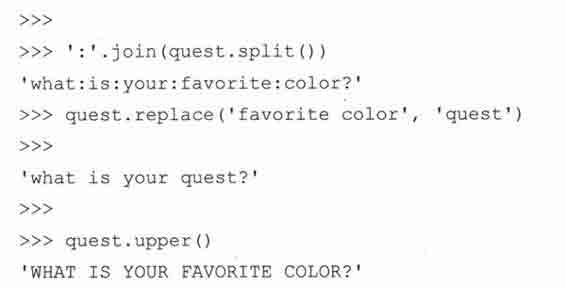 >>>
>>> ':'.join(quest.split())
'what:is:your:favorite:color?'
>>> quest.replace('favorite color', 'quest')
>>>
'what is your quest?'
>>>
>>> quest.upper()
'WHAT IS YOUR FAVORITE COLOR?'